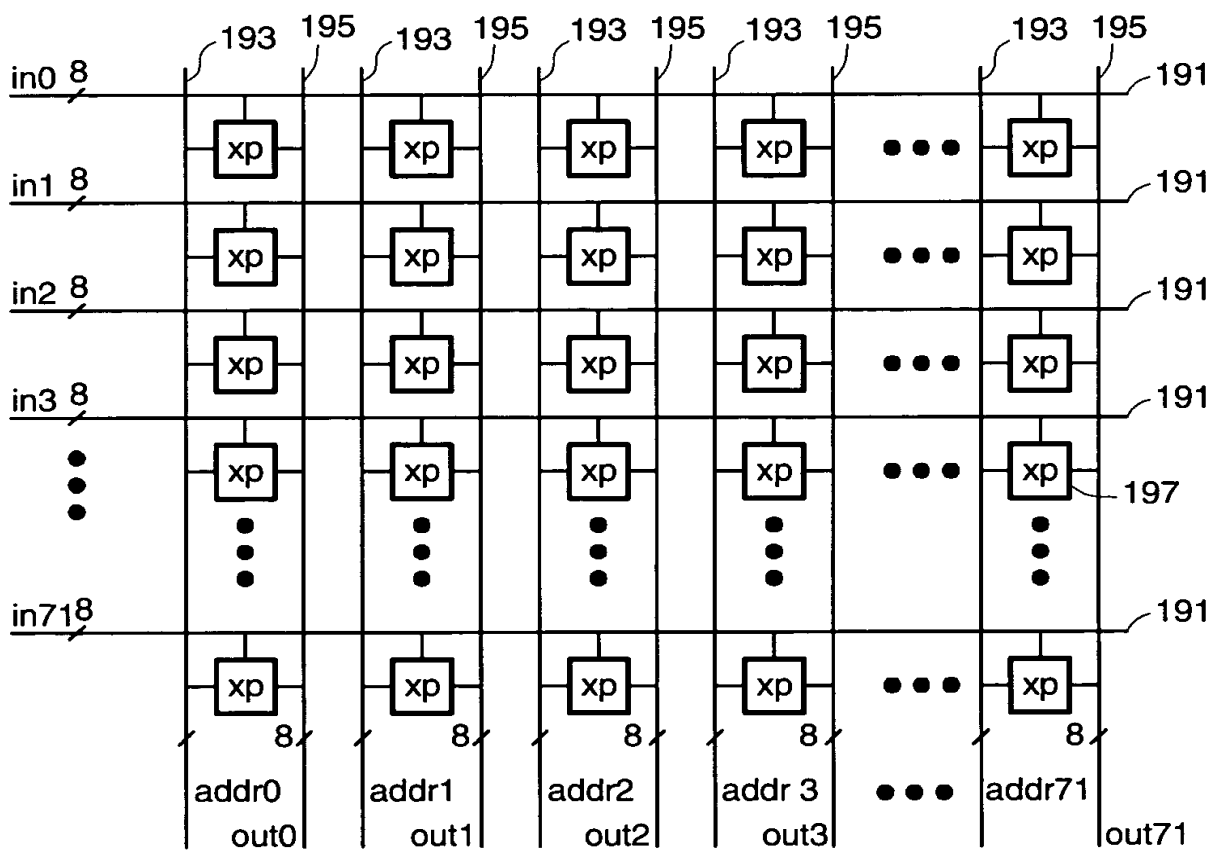 193 195 193 195 193 195 193 195 193 195
in0 8 191
xp xp xp xp xp
in1 8 191
xp xp xp xp xp
in2 8 191
xp xp xp xp xp
in3 8 191
xp xp xp xp xp
197
in71 8 191
xp xp xp xp xp
8 8 8 8 8
addr0 addr1 addr2 addr 3 addr71
out0 out1 out2 out3 out71